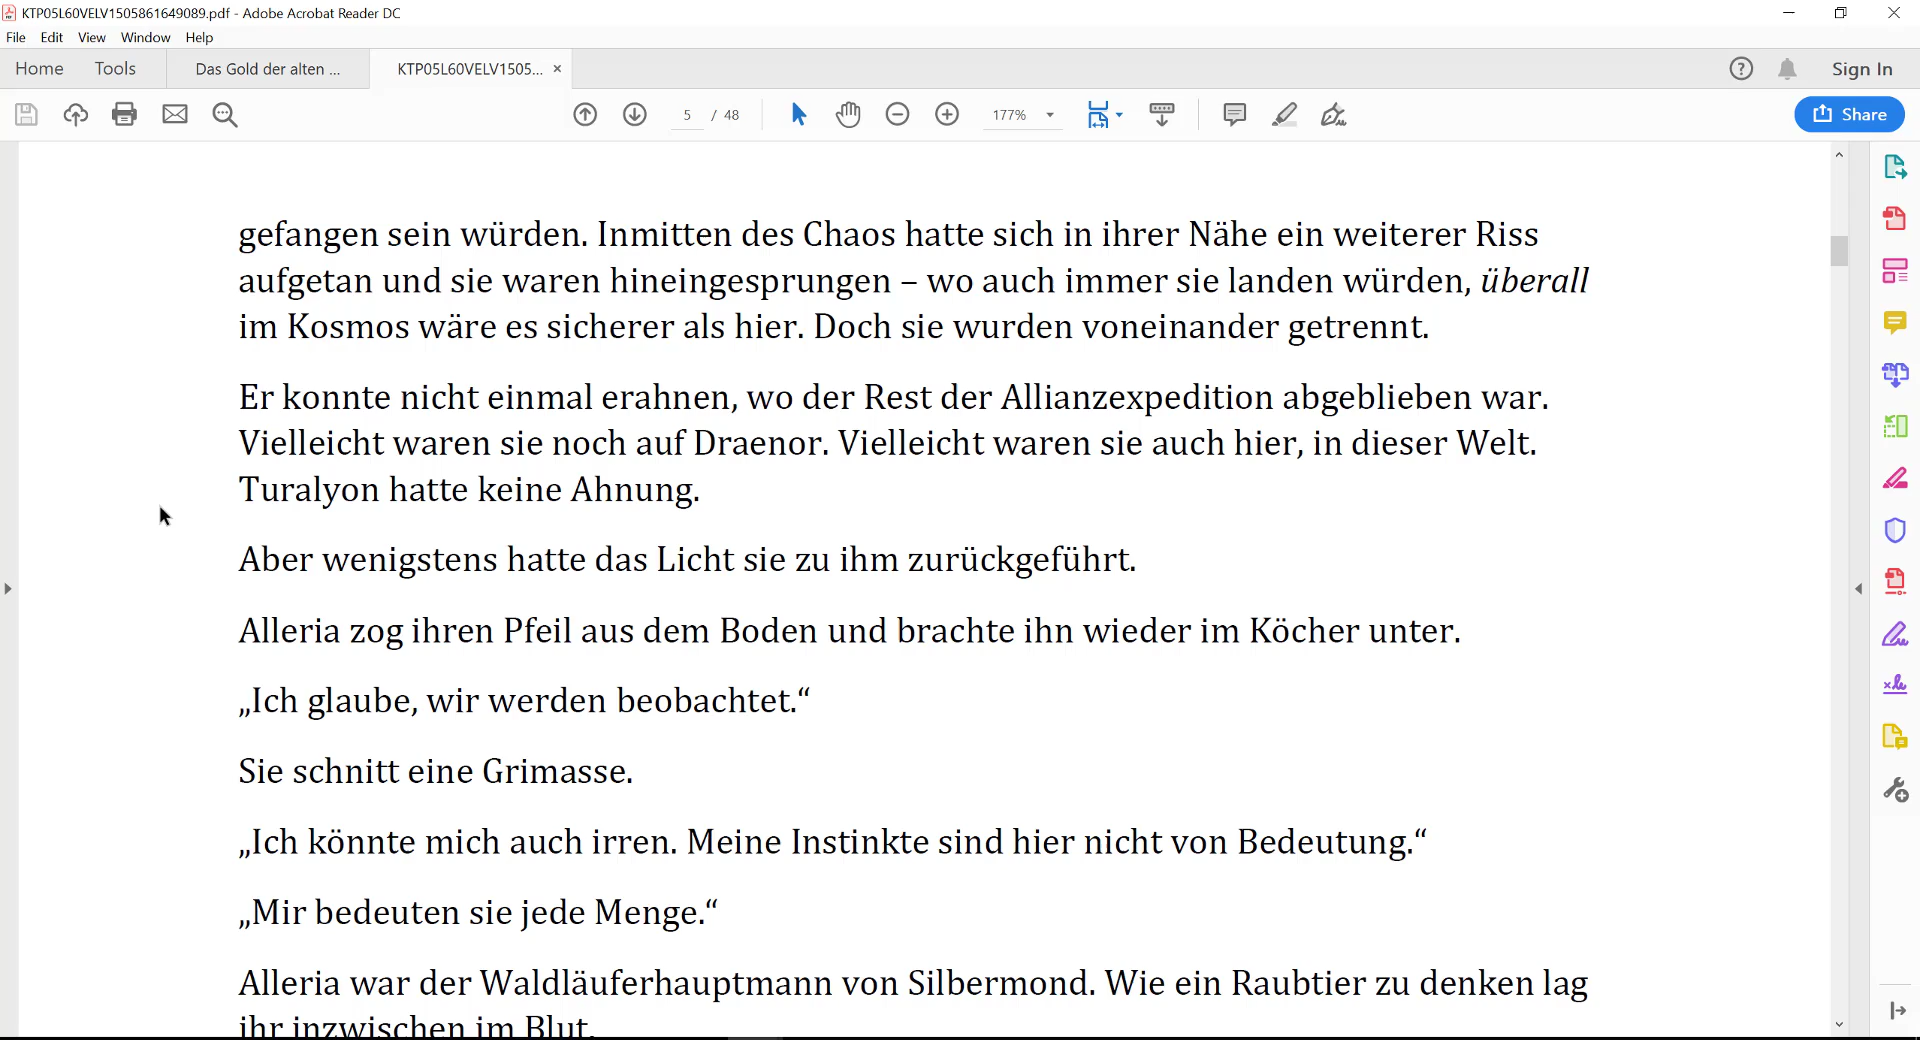 KTP05L60VELV1505861649089.pdf - Adobe Acrobat Reader DC
File Edit View Window Help
Home Tools Das Gold der alten ... KTP05L60VELV1505... × Sign In
5 / 48 177% Share
gefangen sein würden. Inmitten des Chaos hatte sich in ihrer Nähe ein weiterer Riss
aufgetan und sie waren hineingesprungen – wo auch immer sie landen würden, überall
im Kosmos wäre es sicherer als hier. Doch sie wurden voneinander getrennt.
Er konnte nicht einmal erahnen, wo der Rest der Allianzexpedition abgeblieben war.
Vielleicht waren sie noch auf Draenor. Vielleicht waren sie auch hier, in dieser Welt.
Turalyon hatte keine Ahnung.
Aber wenigstens hatte das Licht sie zu ihm zurückgeführt.
Alleria zog ihren Pfeil aus dem Boden und brachte ihn wieder im Köcher unter.
„Ich glaube, wir werden beobachtet.“
Sie schnitt eine Grimasse.
„Ich könnte mich auch irren. Meine Instinkte sind hier nicht von Bedeutung.“
„Mir bedeuten sie jede Menge.“
Alleria war der Waldläuferhauptmann von Silbermond. Wie ein Raubtier zu denken lag
ihr inzwischen im Blut.